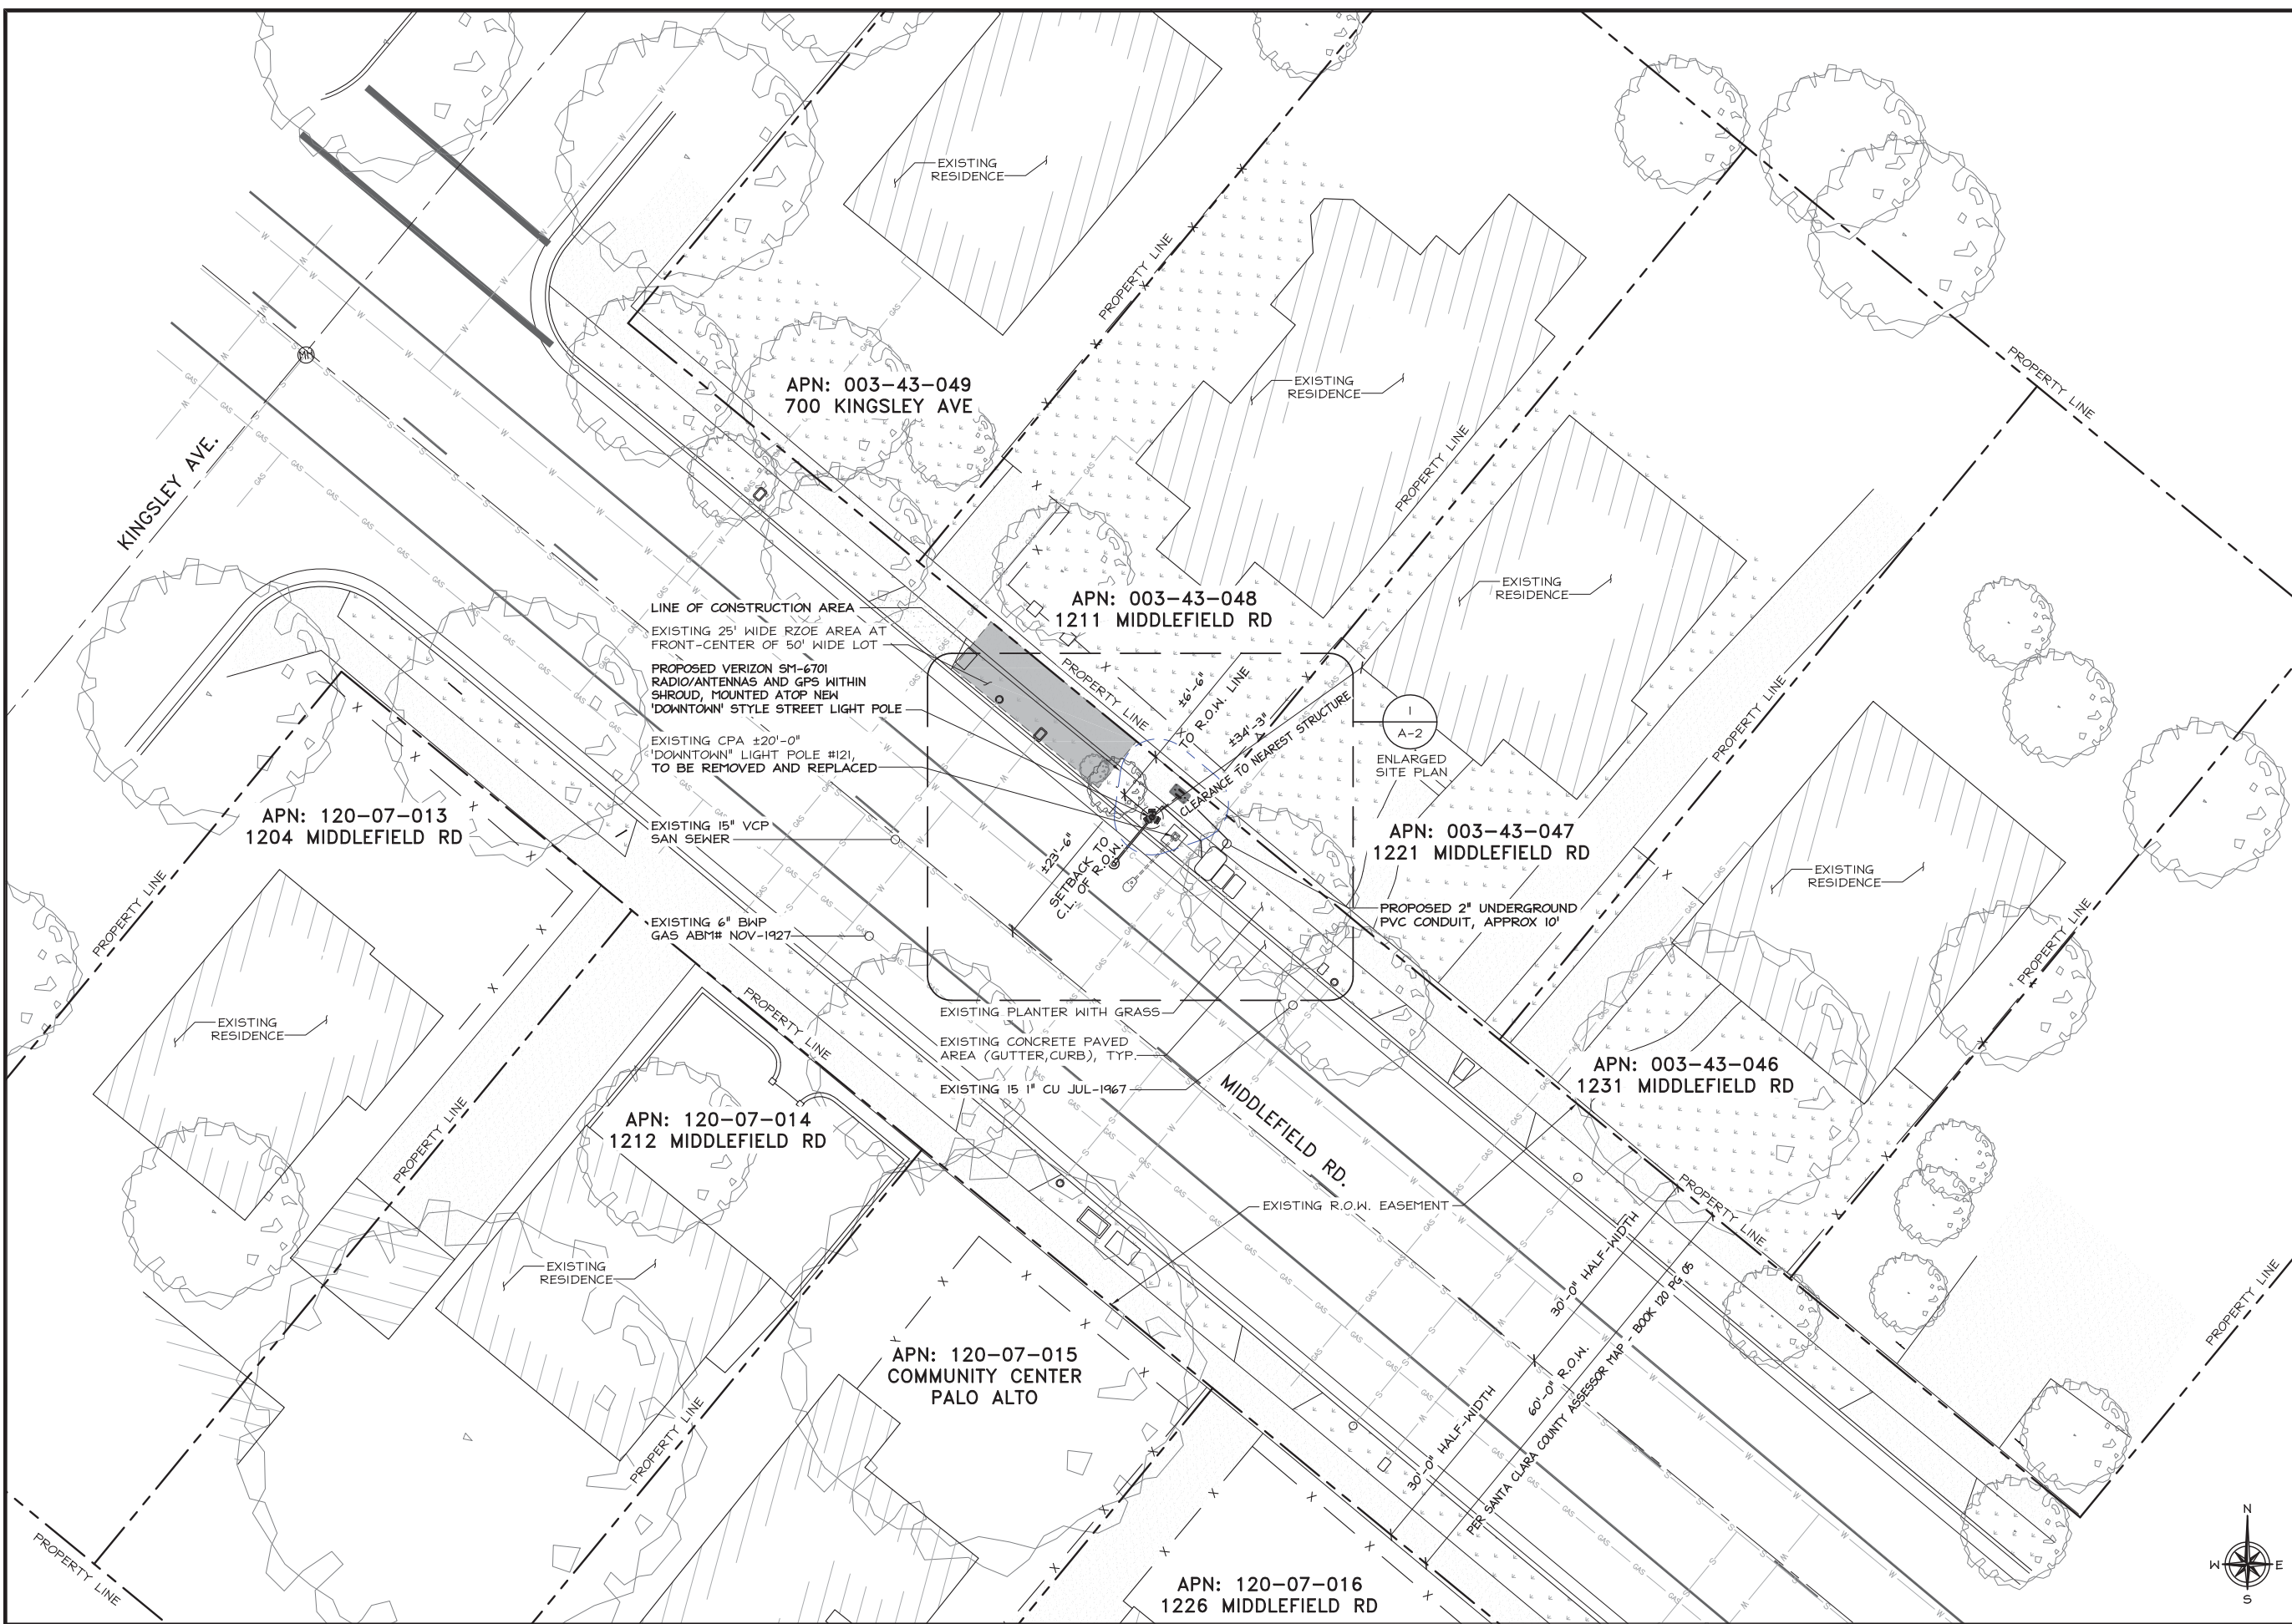 EXISTING
RESIDENCE
PROPERTY LINE
EXISTING
RESIDENCE
PROPERTY LINE
APN: 003-43-049
700 KINGSLEY AVE
MH
KINGSLEY AVE.
PROPERTY LINE
EXISTING
RESIDENCE
APN: 003-43-048
1211 MIDDLEFIELD RD
LINE OF CONSTRUCTION AREA
EXISTING 25' WIDE RZOE AREA AT
FRONT-CENTER OF 50' WIDE LOT
PROPOSED VERIZON SM-6701
RADIO/ANTENNAS AND GPS WITHIN
SHROUD, MOUNTED ATOP NEW
'DOWNTOWN' STYLE STREET LIGHT POLE
EXISTING CPA ±20'-0"
'DOWNTOWN" LIGHT POLE #121,
TO BE REMOVED AND REPLACED
PROPERTY LINE
±6'-6"
TO R.O.W. LINE
±34'-3"
CLEARANCE TO NEAREST STRUCTURE
1
A-2
ENLARGED
SITE PLAN
PROPERTY LINE
APN: 120-07-013
1204 MIDDLEFIELD RD
EXISTING 15" VCP
SAN SEWER
±23'-6"
SETBACK TO
C.L. OF R.O.W.
APN: 003-43-047
1221 MIDDLEFIELD RD
EXISTING
RESIDENCE
PROPERTY LINE
EXISTING 6" BWP
GAS ABM# NOV-1927
PROPOSED 2" UNDERGROUND
PVC CONDUIT, APPROX 10'
PROPERTY LINE
EXISTING
RESIDENCE
PROPERTY LINE
EXISTING PLANTER WITH GRASS
EXISTING CONCRETE PAVED
AREA (GUTTER,CURB), TYP.
EXISTING 15 1" CU JUL-1967
MIDDLEFIELD RD.
APN: 003-43-046
1231 MIDDLEFIELD RD
PROPERTY LINE
APN: 120-07-014
1212 MIDDLEFIELD RD
EXISTING R.O.W. EASEMENT
PROPERTY LINE
EXISTING
RESIDENCE
30'-0" HALF-WIDTH
30'-0" HALF-WIDTH
60'-0" R.O.W.
PER SANTA CLARA COUNTY ASSESSOR MAP - BOOK 120 PG 05
PROPERTY LINE
APN: 120-07-015
COMMUNITY CENTER
PALO ALTO
PROPERTY LINE
PROPERTY LINE
APN: 120-07-016
1226 MIDDLEFIELD RD
N
W
E
S